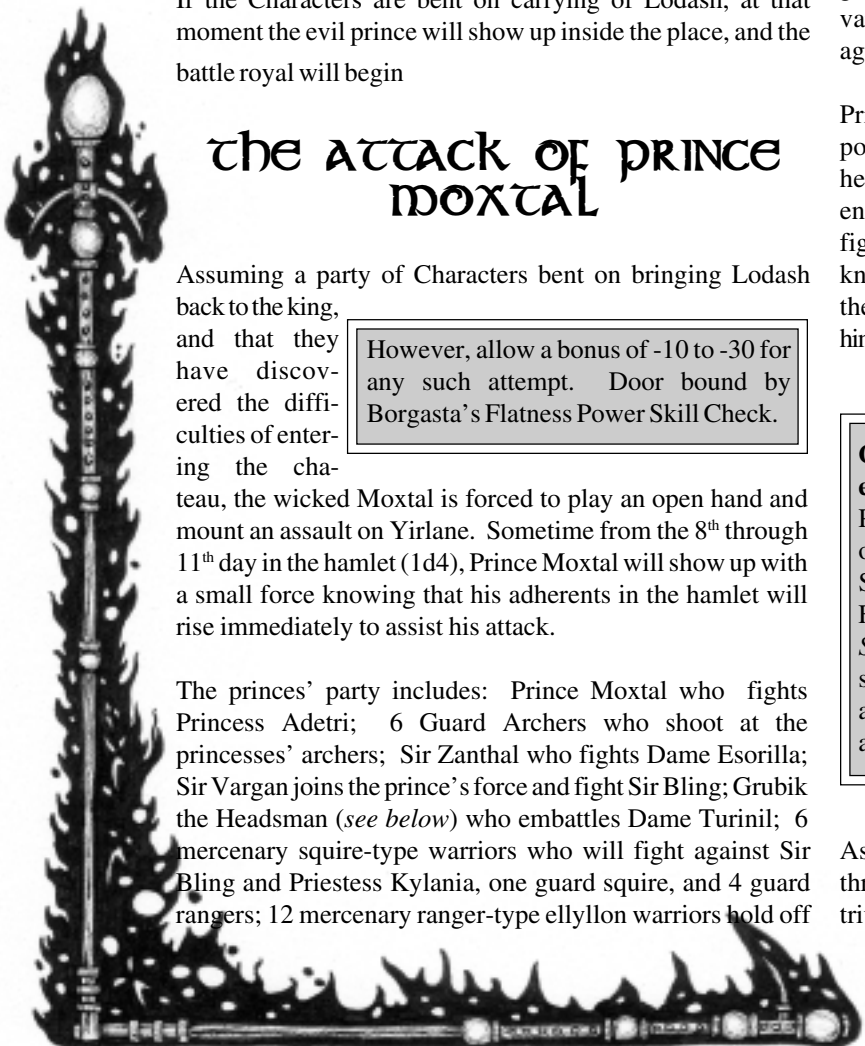 If the Characters are bent on carrying of Lodash, at that
moment the evil prince will show up inside the place, and the
battle royal will begin
the attack of prince
moxtal
Assuming a party of Characters bent on bringing Lodash
back to the king,
and that they
have discov-
ered the diffi-
culties of enter-
ing the cha-
However, allow a bonus of -10 to -30 for
any such attempt. Door bound by
Borgasta's Flatness Power Skill Check.
teau, the wicked Moxtal is forced to play an open hand and
mount an assault on Yirlane. Sometime from the 8th through
11th day in the hamlet (1d4), Prince Moxtal will show up with
a small force knowing that his adherents in the hamlet will
rise immediately to assist his attack.
The princes' party includes: Prince Moxtal who fights
Princess Adetri; 6 Guard Archers who shoot at the
princesses' archers; Sir Zanthal who fights Dame Esorilla;
Sir Vargan joins the prince's force and fight Sir Bling; Grubik
the Headsman (see below) who embattles Dame Turinil; 6
mercenary squire-type warriors who will fight against Sir
Bling and Priestess Kylania, one guard squire, and 4 guard
rangers; 12 mercenary ranger-type ellyllon warriors hold off